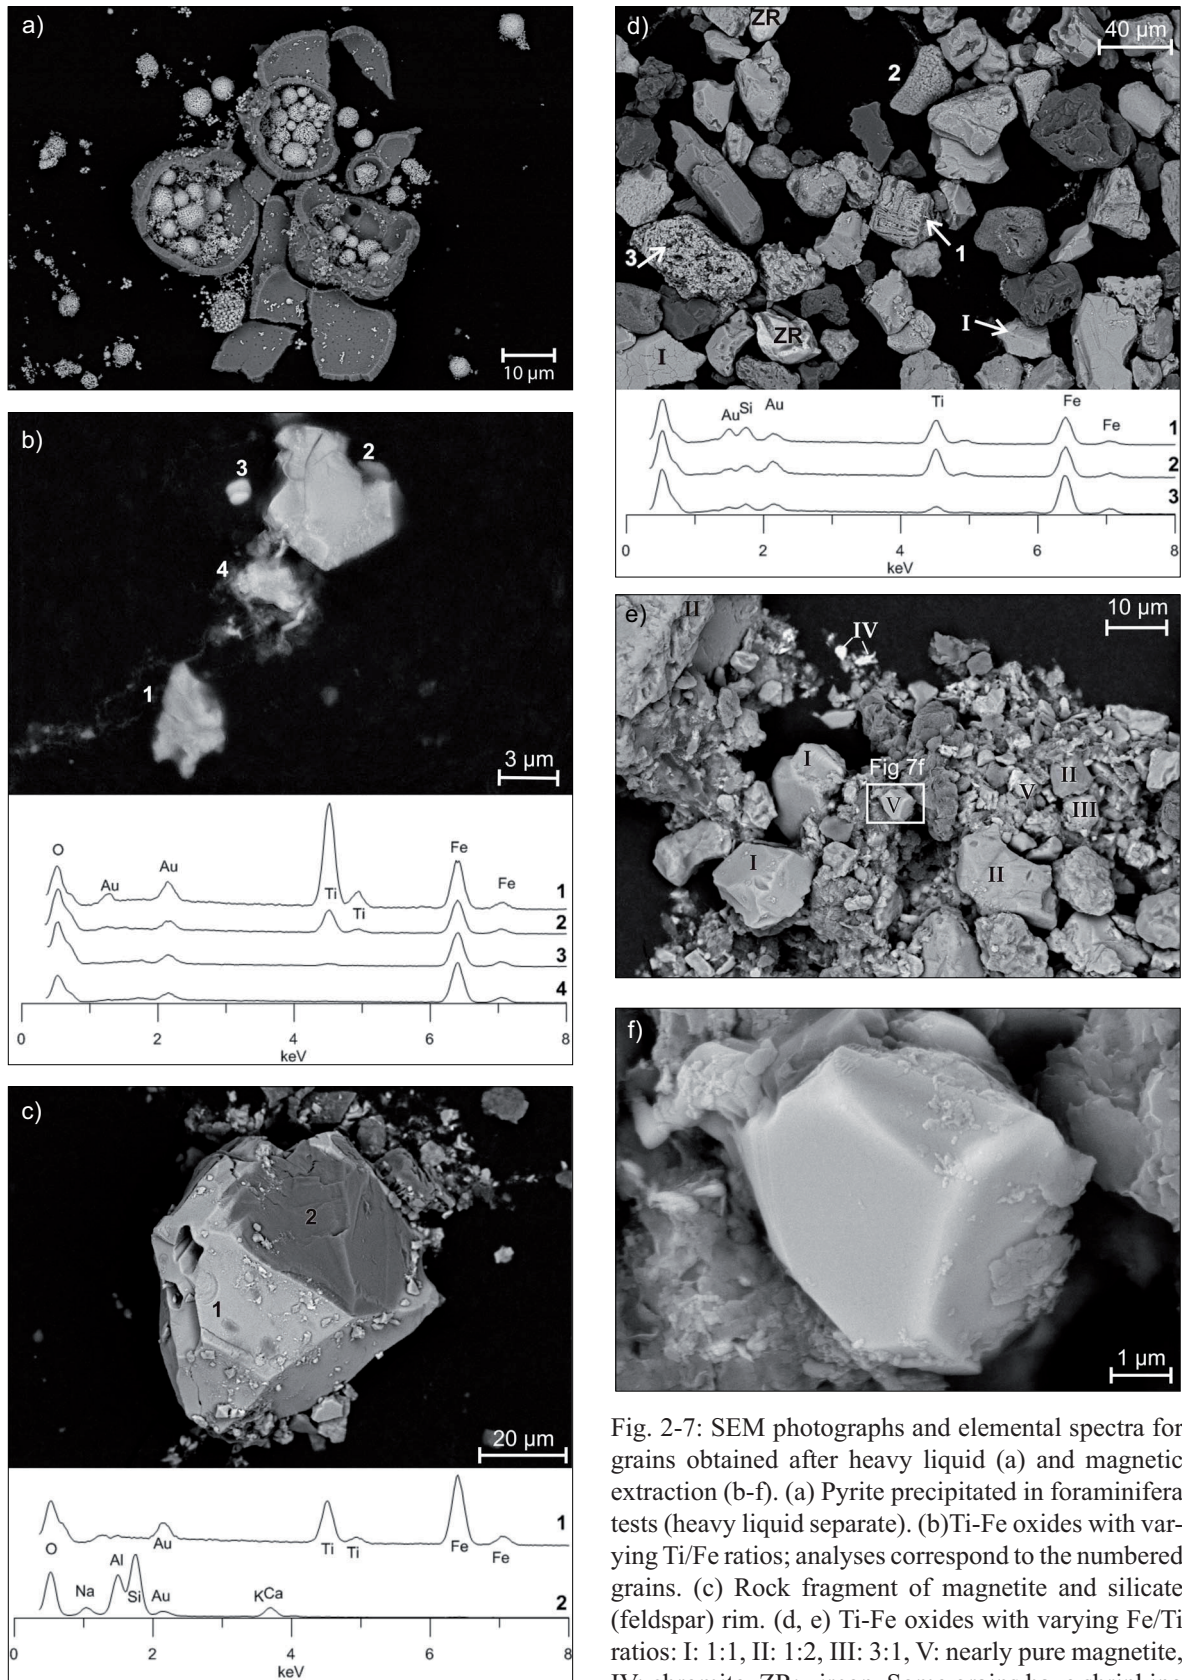 a)
10 µm
b)
3
2
4
1
3 µm
O
Au
Au
Ti
Ti
Fe
Fe
1
2
3
4
0
2
4
6
8
keV
c)
2
1
20 µm
O
Au
Ti
Ti
Fe
Fe
1
Na
Al
Si
Au
KCa
2
0
2
4
6
8
keV
d)
ZR
40 µm
2
3
1
I
ZR
I
Au
Si
Au
Ti
Fe
Fe
1
2
3
0
2
4
6
8
keV
e)
II
IV
10 µm
I
Fig 7f
V
V
II
III
I
II
f)
1 µm
Fig. 2-7: SEM photographs and elemental spectra for
grains obtained after heavy liquid (a) and magnetic
extraction (b-f). (a) Pyrite precipitated in foraminifera
tests (heavy liquid separate). (b)Ti-Fe oxides with var-
ying Ti/Fe ratios; analyses correspond to the numbered
grains. (c) Rock fragment of magnetite and silicate
(feldspar) rim. (d, e) Ti-Fe oxides with varying Fe/Ti
ratios: I: 1:1, II: 1:2, III: 3:1, V: nearly pure magnetite,